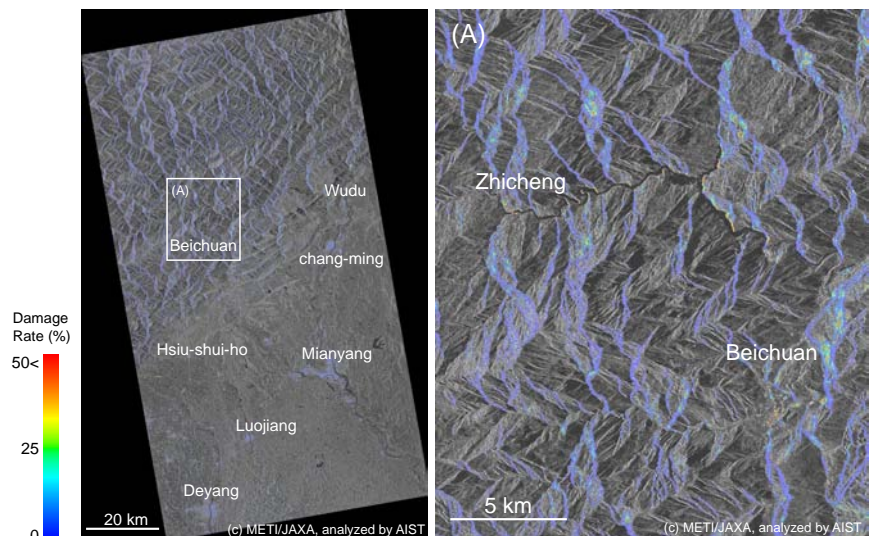 (A)
Wudu
Beichuan
chang-ming
Damage
Rate (%)
50<
25
0
Hsiu-shui-ho
Mianyang
Luojiang
Deyang
20 km
(c) METI/JAXA, analyzed by AIST
(A)
Zhicheng
Beichuan
5 km
(c) METI/JAXA, analyzed by AIST